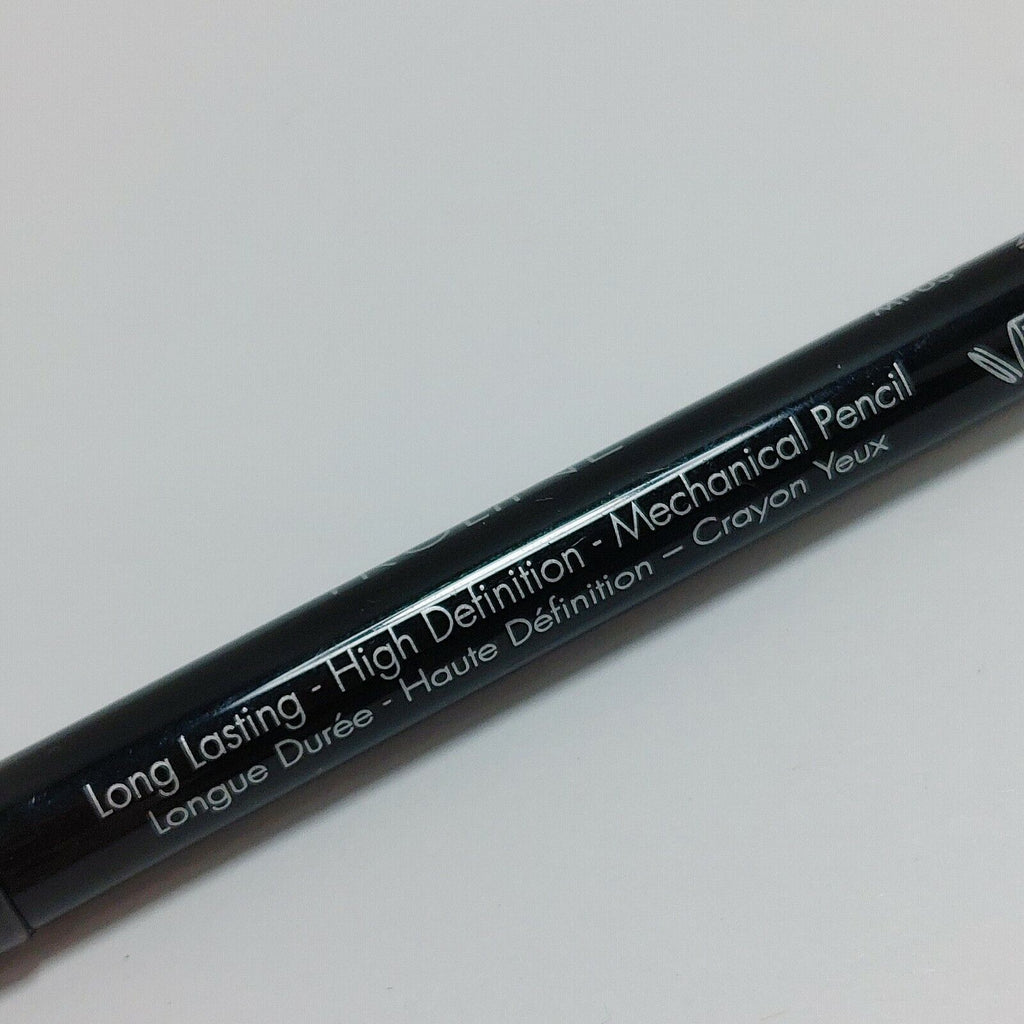 Long Lasting - High Definition - Mechanical Pencil
Longue Durée - Haute Définition – Crayon Yeux